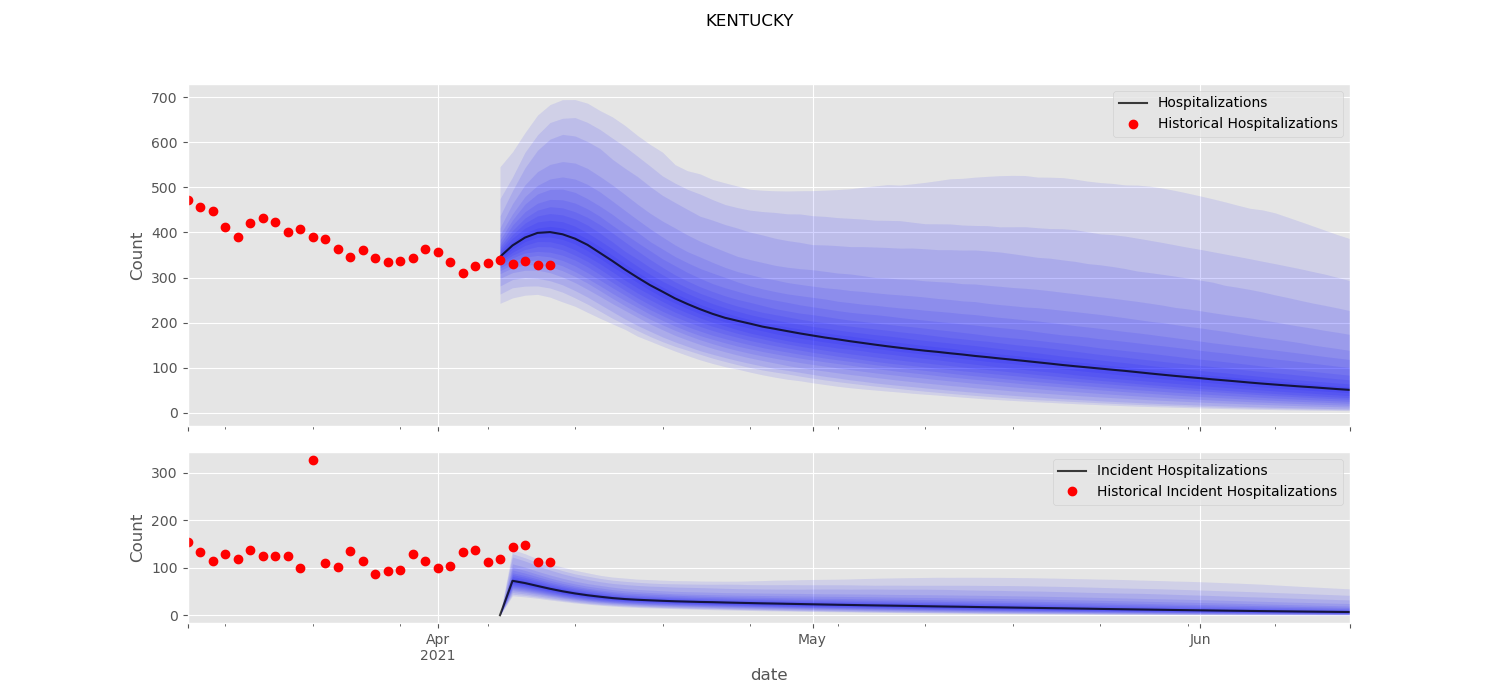 KENTUCKY
Hospitalizations
Historical Hospitalizations
Count
700
600
500
400
300
200
100
0
Incident Hospitalizations
Historical Incident Hospitalizations
Count
300
200
100
0
Apr
2021
May
Jun
date